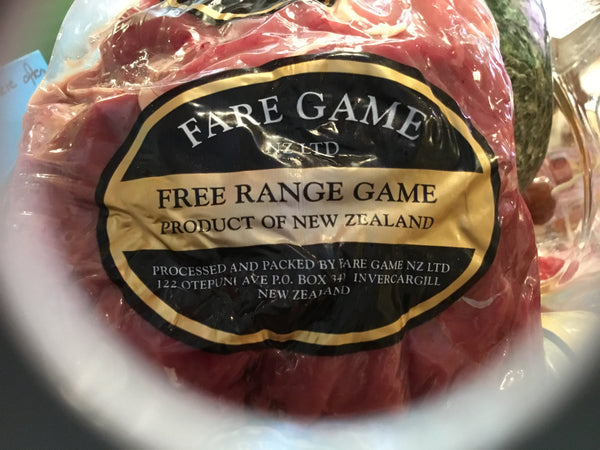 FARE GAME
NZ LTD
FREE RANGE GAME
PRODUCT OF NEW ZEALAND
PROCESSED AND PACKED BY FARE GAME NZ LTD
122 OTEPUNI AVE P.O. BOX INVERCARGILL
NEW ZEALAND